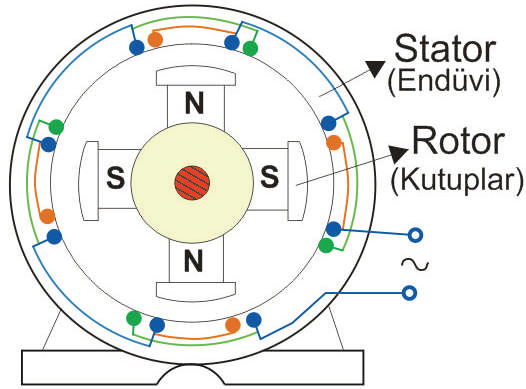 Stator
(Endüvi)
N
Rotor
S
S
(Kutuplar)
N
~